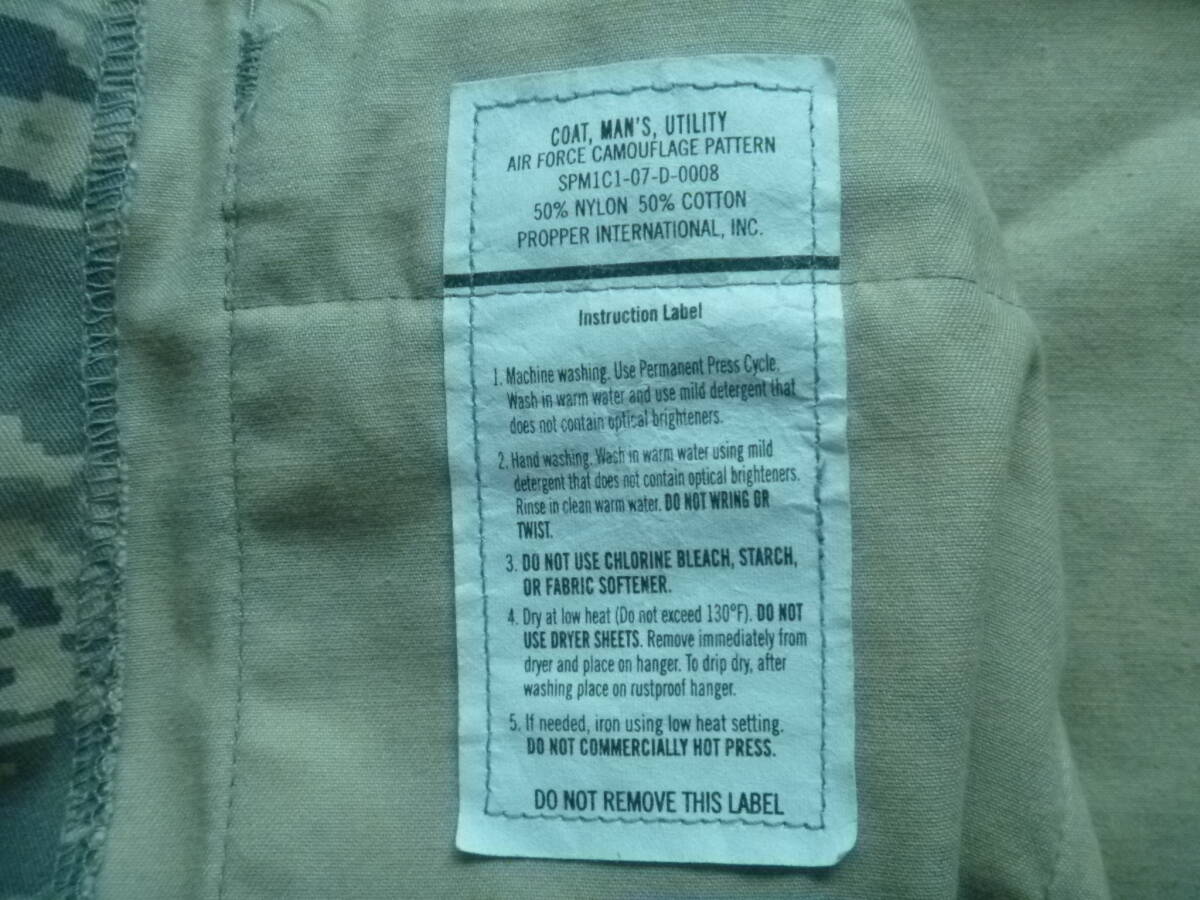 COAT, MAN'S, UTILITY
AIR FORCE CAMOUFLAGE PATTERN
SPM1C1-07-D-0008
50% NYLON 50% COTTON
PROPPER INTERNATIONAL, INC.
Instruction Label
1. Machine washing. Use Permanent Press Cycle.
Wash in warm water and use mild detergent that
does not contain optical brighteners.
2. Hand washing. Wash in warm water using mild
detergent that does not contain optical brighteners.
Rinse in clean warm water. DO NOT WRING OR
TWIST.
3. DO NOT USE CHLORINE BLEACH, STARCH,
OR FABRIC SOFTENER.
4. Dry at low heat (Do not exceed 130°F). DO NOT
USE DRYER SHEETS. Remove immediately from
dryer and place on hanger. To drip dry, after
washing place on rustproof hanger.
5. If needed, iron using low heat setting.
DO NOT COMMERCIALLY HOT PRESS.
DO NOT REMOVE THIS LABEL